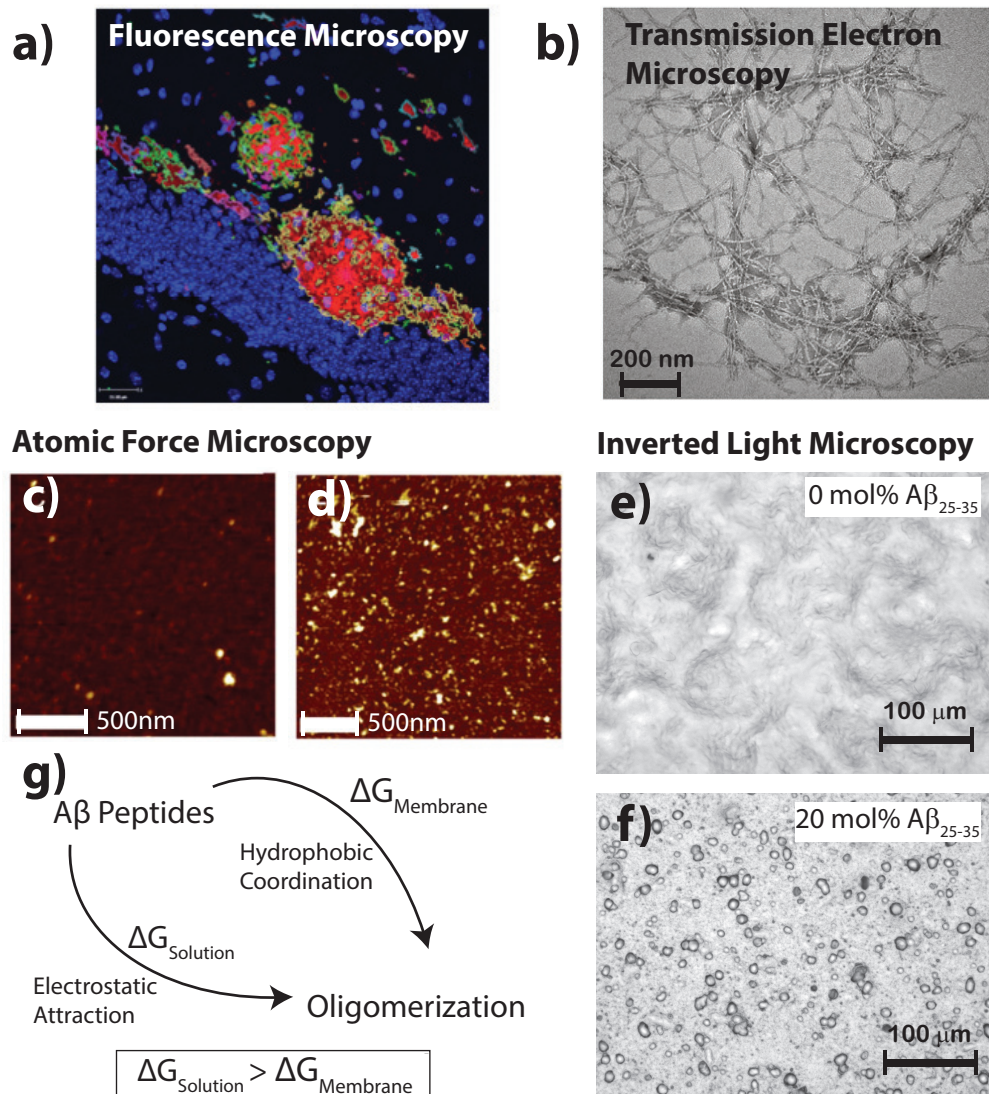 a)
Fluorescence Microscopy
b)
Transmission Electron
Microscopy
200 nm
Atomic Force Microscopy
Inverted Light Microscopy
c)
500nm
d)
500nm
e)
0 mol% Aβ25-35
100 μm
f)
20 mol% Aβ25-35
100 μm
g)
Aβ Peptides
ΔGMembrane
Hydrophobic
Coordination
ΔGSolution
Electrostatic
Attraction
Oligomerization
ΔGSolution > ΔGMembrane